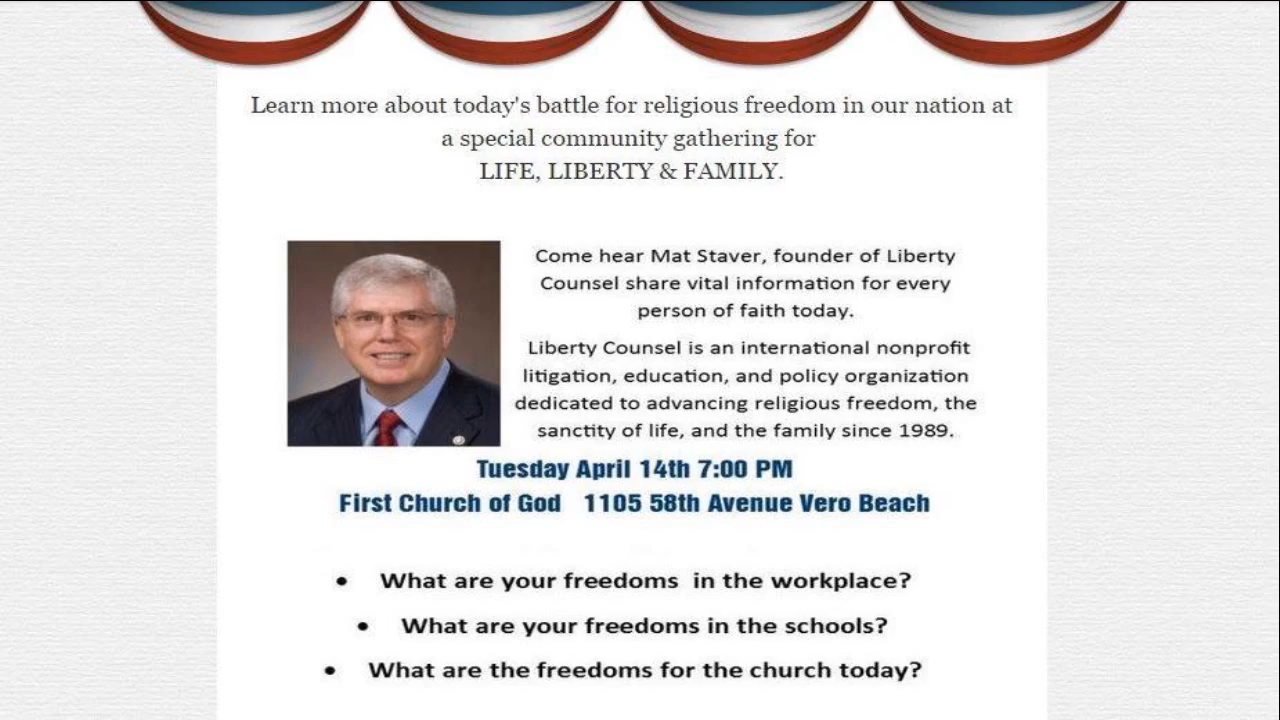 Learn more about today's battle for religious freedom in our nation at
a special community gathering for
LIFE, LIBERTY & FAMILY.
Come hear Mat Staver, founder of Liberty
Counsel share vital information for every
person of faith today.
Liberty Counsel is an international nonprofit
litigation, education, and policy organization
dedicated to advancing religious freedom, the
sanctity of life, and the family since 1989.
Tuesday April 14th 7:00 PM
First Church of God 1105 58th Avenue Vero Beach
• What are your freedoms in the workplace?
• What are your freedoms in the schools?
• What are the freedoms for the church today?